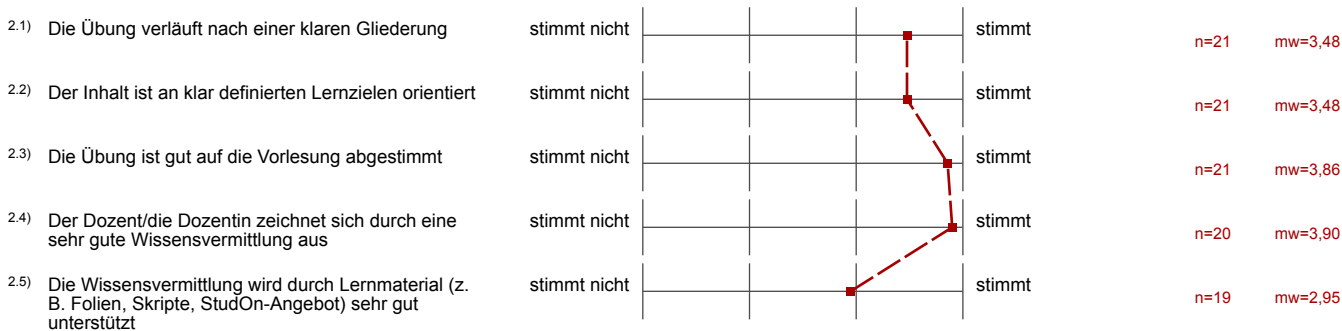 2.1) Die Übung verläuft nach einer klaren Gliederung stimmt nicht stimmt n=21 mw=3,48
2.2) Der Inhalt ist an klar definierten Lernzielen orientiert stimmt nicht stimmt n=21 mw=3,48
2.3) Die Übung ist gut auf die Vorlesung abgestimmt stimmt nicht stimmt n=21 mw=3,86
2.4) Der Dozent/die Dozentin zeichnet sich durch eine stimmt nicht stimmt n=20 mw=3,90
sehr gute Wissensvermittlung aus
2.5) Die Wissensvermittlung wird durch Lernmaterial (z. stimmt nicht stimmt n=19 mw=2,95
B. Folien, Skripte, StudOn-Angebot) sehr gut
unterstützt